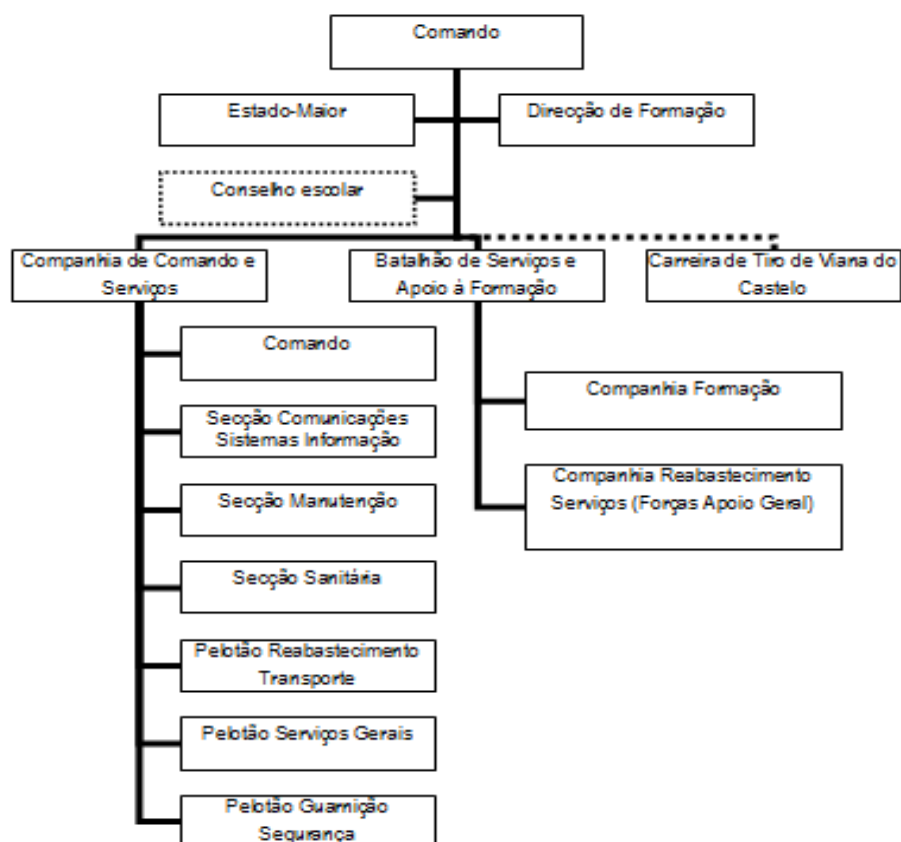 Comando
Estado-Maior
Direcção de Formação
Conselho escolar
Companhia de Comando e
Serviços
Batalhão de Serviços e
Apoio à Formação
Carreira de Tiro de Viana do
Castelo
Comando
Secção Comunicações
Sistemas Informação
Secção Manutenção
Secção Sanitária
Pelotão Reabastecimento
Transporte
Pelotão Serviços Gerais
Pelotão Guarnição
Segurança
Companhia Formação
Companhia Reabastecimento
Serviços (Forças Apoio Geral)